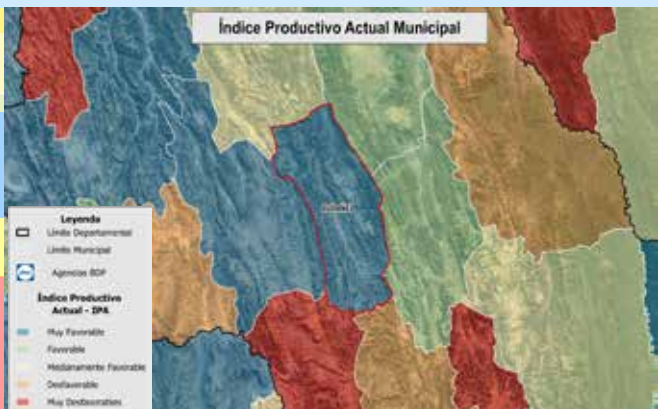 Índice Productivo Actual Municipal
Leyenda
Límite Departamental
Límite Municipal
Agencias BDP
Índice Productivo
Actual - IPA
Muy Favorable
Favorable
Medianamente Favorable
Desfavorable
Muy Desfavorable